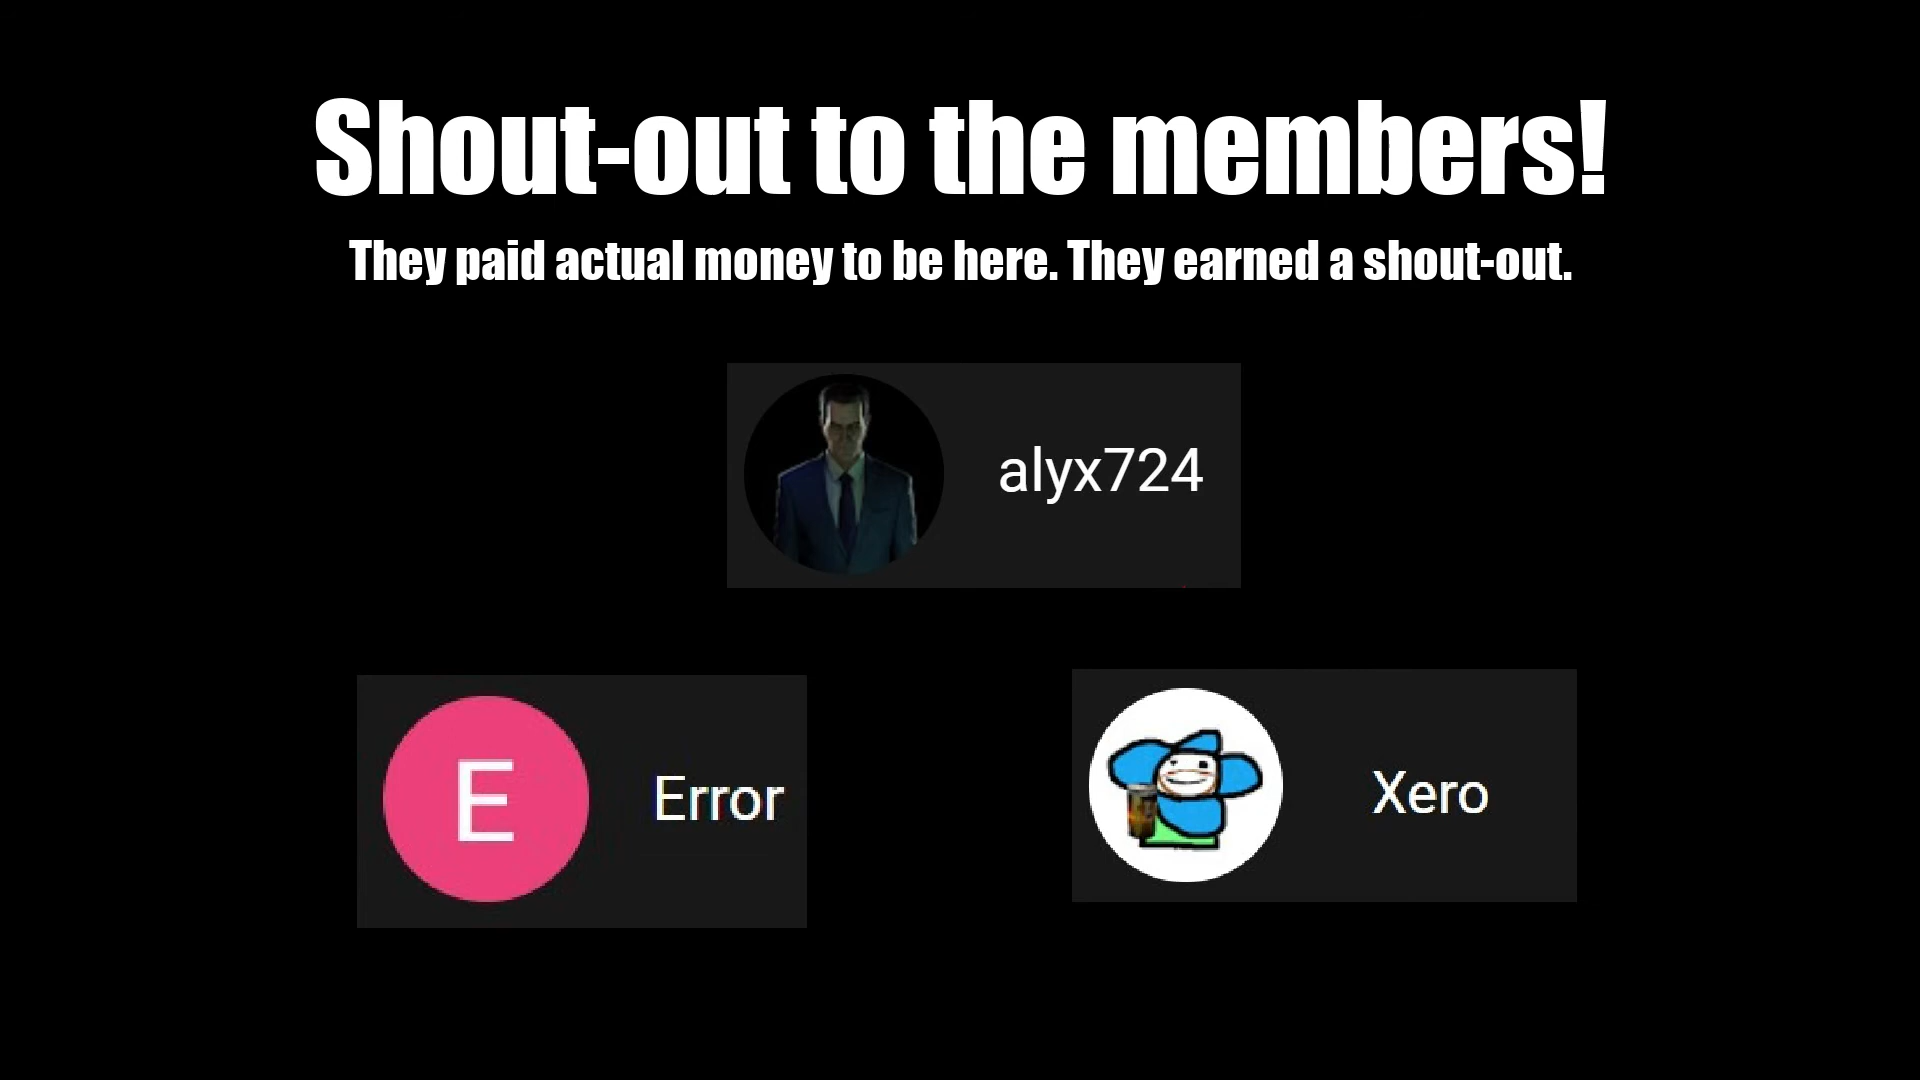 Shout-out to the members!
They paid actual money to be here. They earned a shout-out.
alyx724
E
Error
Xero